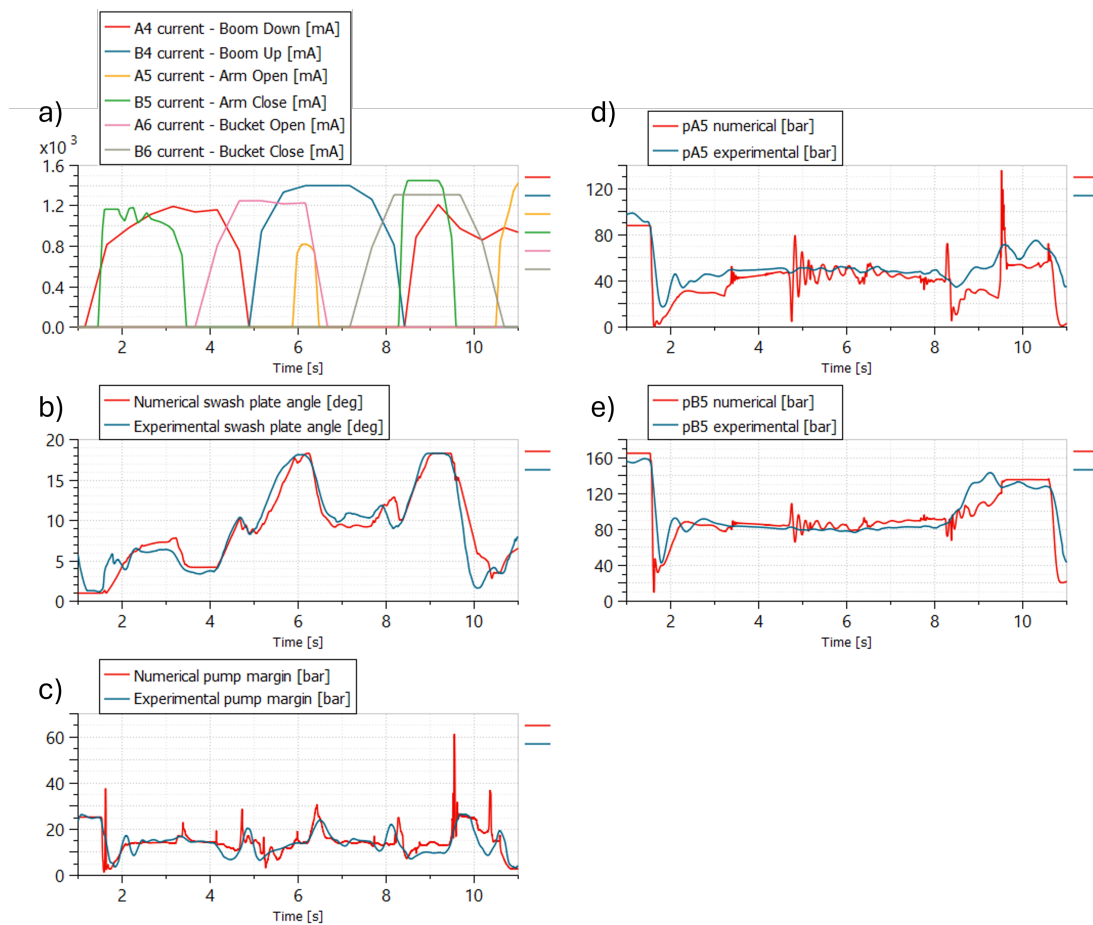 a)
A4 current - Boom Down [mA]
B4 current - Boom Up [mA]
A5 current - Arm Open [mA]
B5 current - Arm Close [mA]
A6 current - Bucket Open [mA]
B6 current - Bucket Close [mA]
x10 3
1.6
1.2
0.8
0.4
0.0
2 4 6 8 10
Time [s]
b)
Numerical swash plate angle [deg]
Experimental swash plate angle [deg]
20
15
10
5
0
2 4 6 8 10
Time [s]
c)
Numerical pump margin [bar]
Experimental pump margin [bar]
60
40
20
0
2 4 6 8 10
Time [s]
d)
pA5 numerical [bar]
pA5 experimental [bar]
120
80
40
0
2 4 6 8 10
Time [s]
e)
pB5 numerical [bar]
pB5 experimental [bar]
160
120
80
40
0
2 4 6 8 10
Time [s]